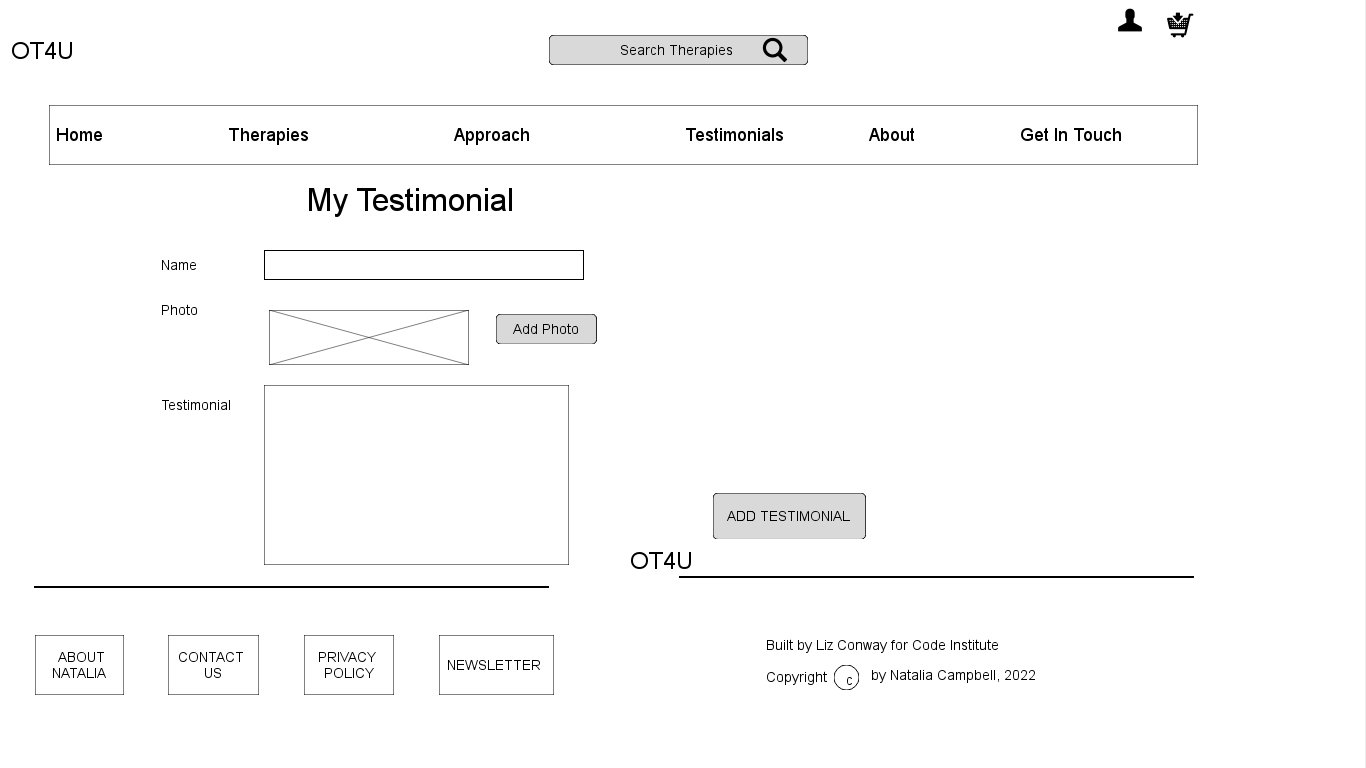 OT4U
Search Therapies
Home Therapies Approach Testimonials About Get In Touch
My Testimonial
Name
Photo
Add Photo
Testimonial
ADD TESTIMONIAL
OT4U
ABOUT
NATALIA
CONTACT
US
PRIVACY
POLICY
NEWSLETTER
Built by Liz Conway for Code Institute
Copyright c by Natalia Campbell, 2022